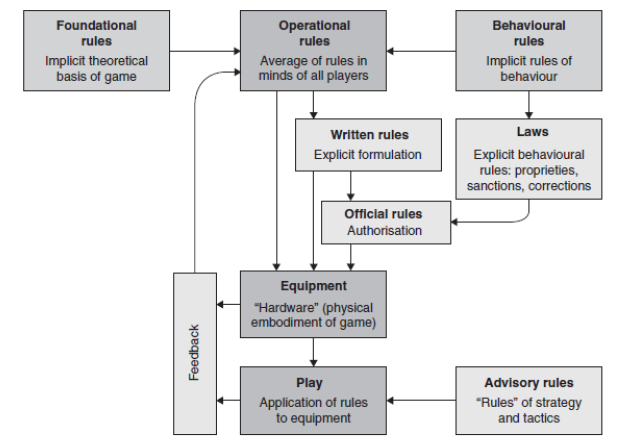 Foundational
rules
Implicit theoretical
basis of game
Operational
rules
Average of rules in
minds of all players
Behavioural
rules
Implicit rules of
behaviour
Written rules
Explicit formulation
Laws
Explicit behavioural
rules: proprieties,
sanctions, corrections
Official rules
Authorisation
Equipment
“Hardware” (physical
embodiment of game)
Feedback
Play
Application of rules
to equipment
Advisory rules
“Rules” of strategy
and tactics